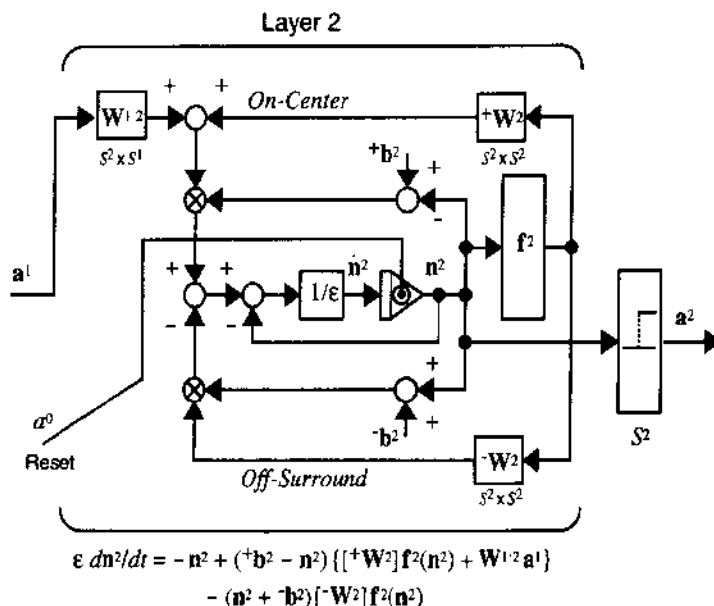 Layer 2
+ + On-Center
W¹·² ⁺W²
S² x S¹ S² x S²
⁺b² +
-
f²
a¹
+ + ṅ² n²
1/ε
- -
a²
+
⁻b² +
a⁰
Reset
⁻W²
S² x S²
S²
Off-Surround
ε dn²/dt = − n² + (⁺b² − n²) {[⁺W²] f²(n²) + W¹·² a¹}
− (n² + ⁻b²) [⁻W²] f²(n²)